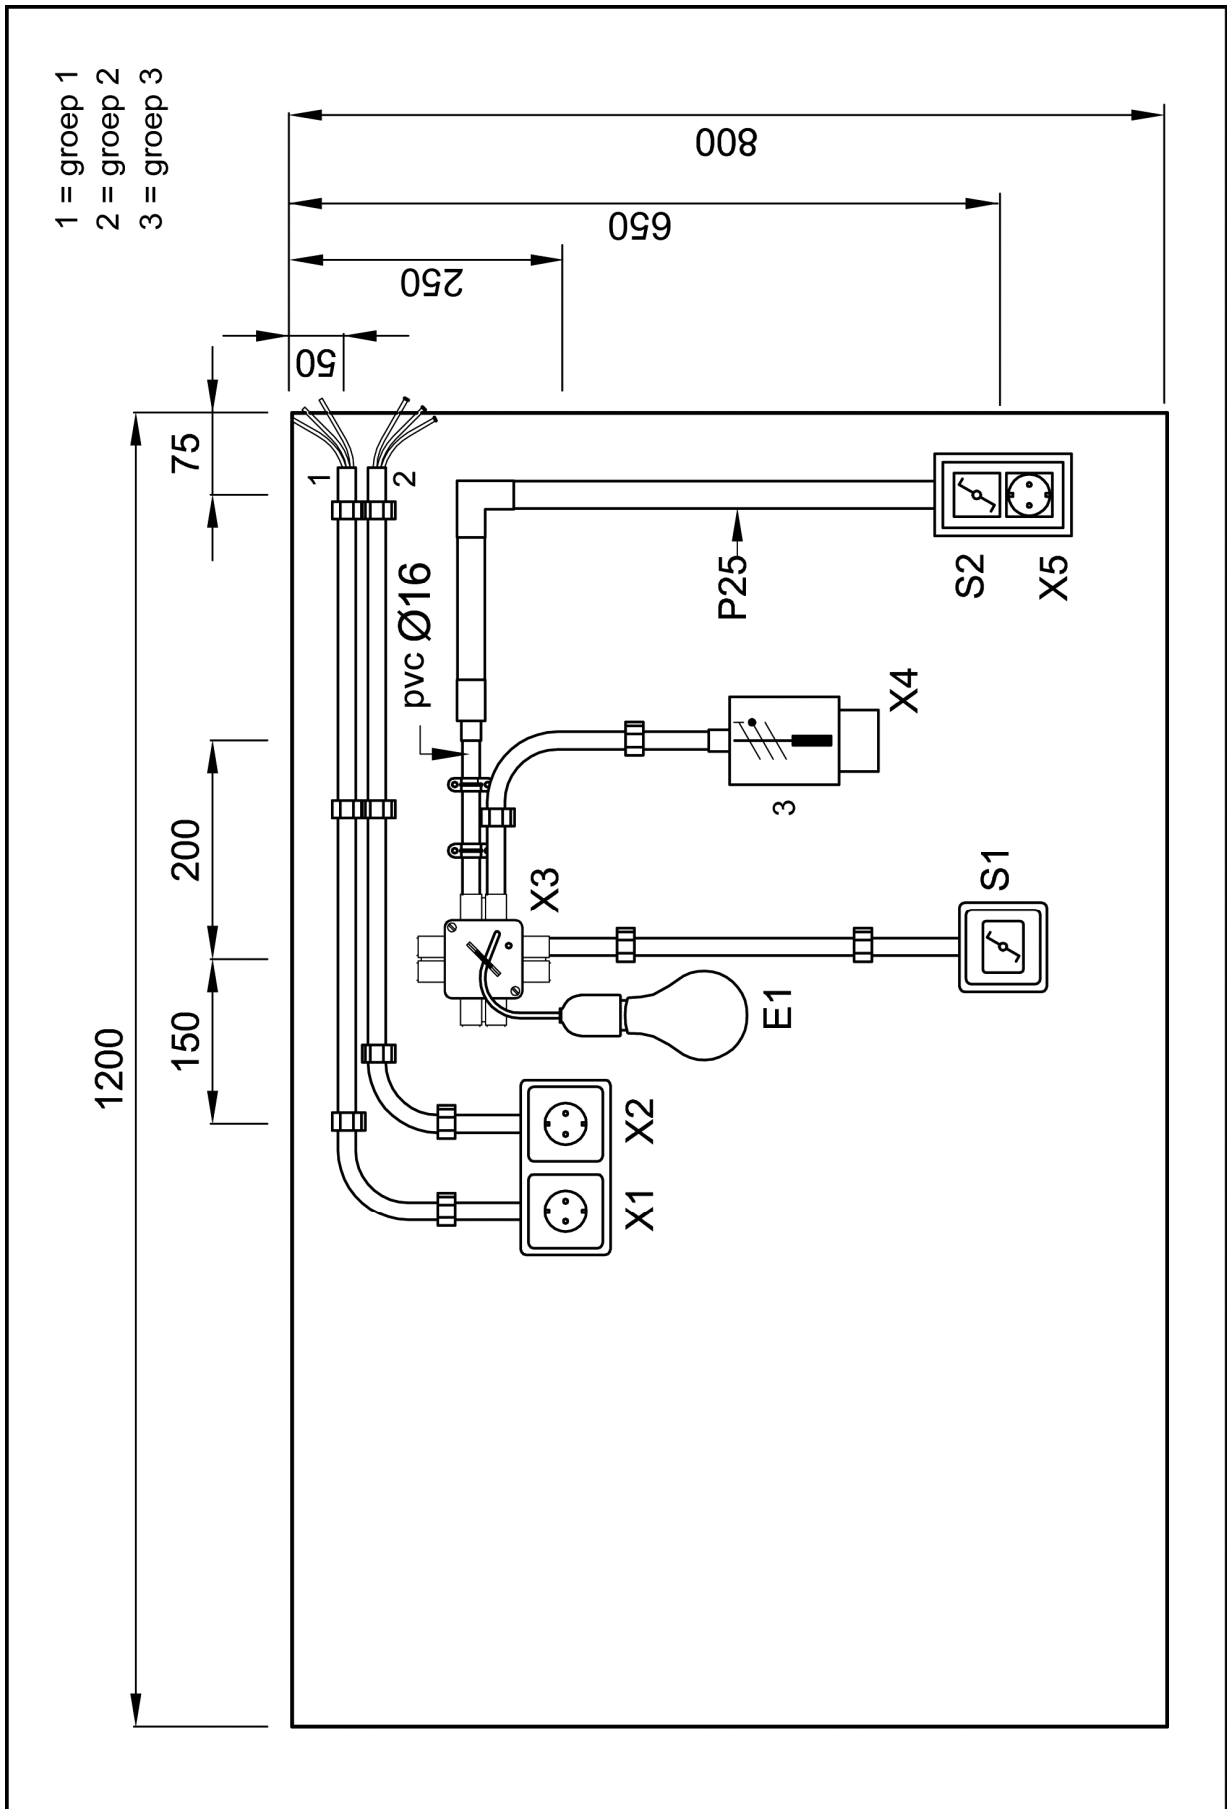 1 = groep 1
2 = groep 2
3 = groep 3
1200
150
200
75
50
250
650
800
1
2
pvc Ø16
P25
X1
X2
X3
E1
S1
3
X4
S2
X5